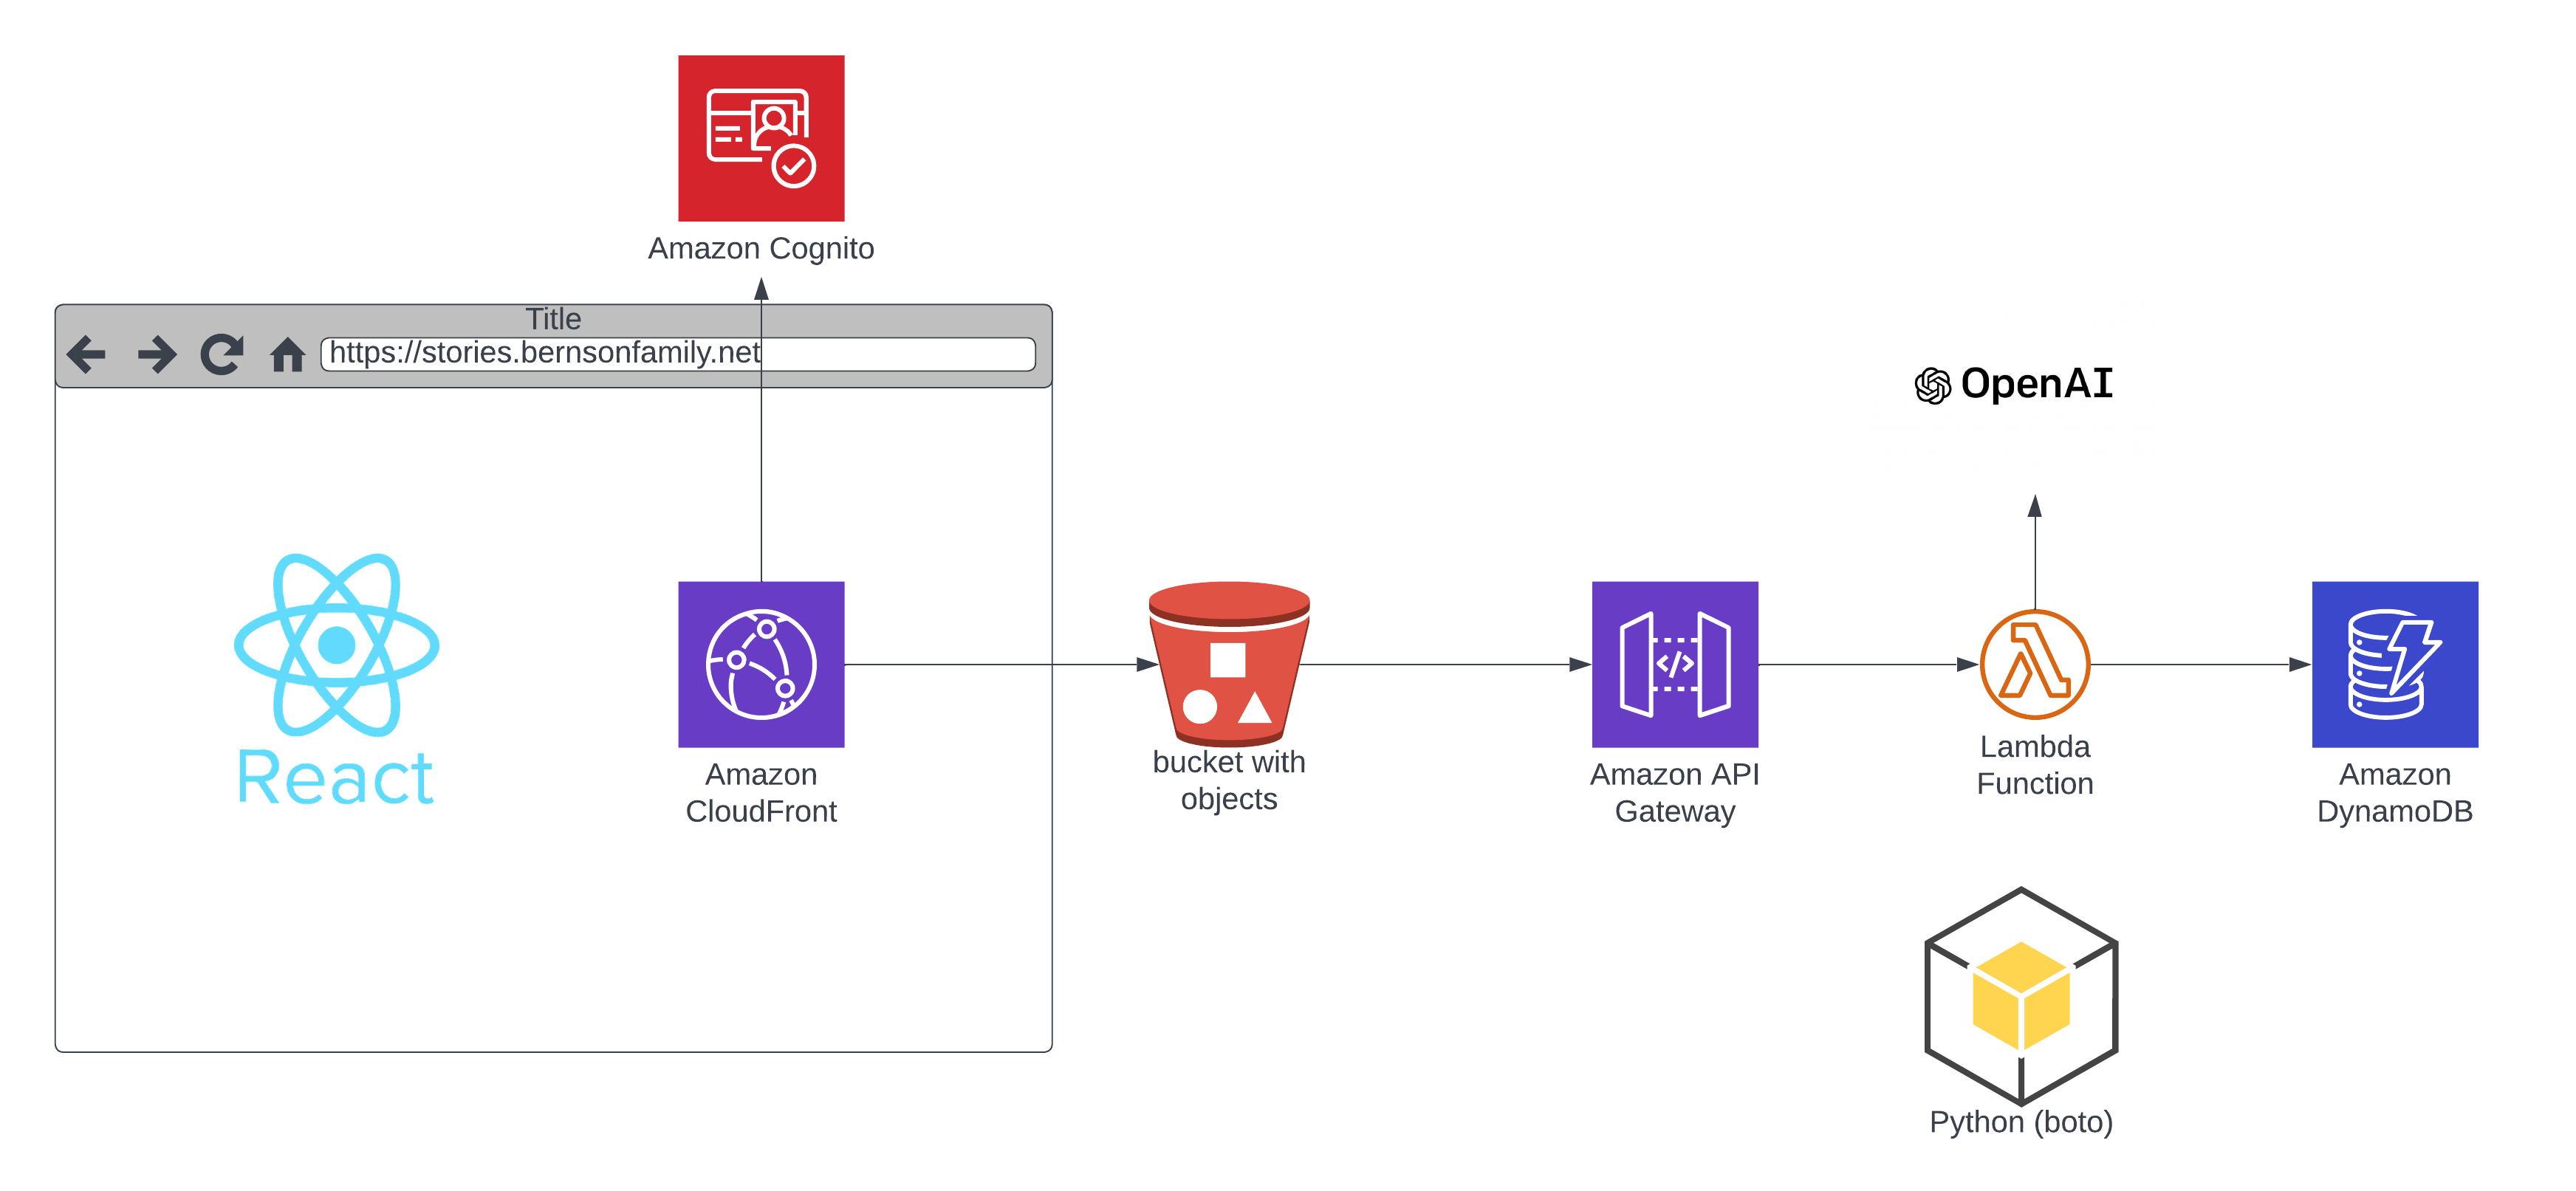 Amazon Cognito
Title
https://stories.bernsonfamily.net
OpenAI
React
Amazon
CloudFront
bucket with
objects
Amazon API
Gateway
Lambda
Function
Amazon
DynamoDB
Python (boto)